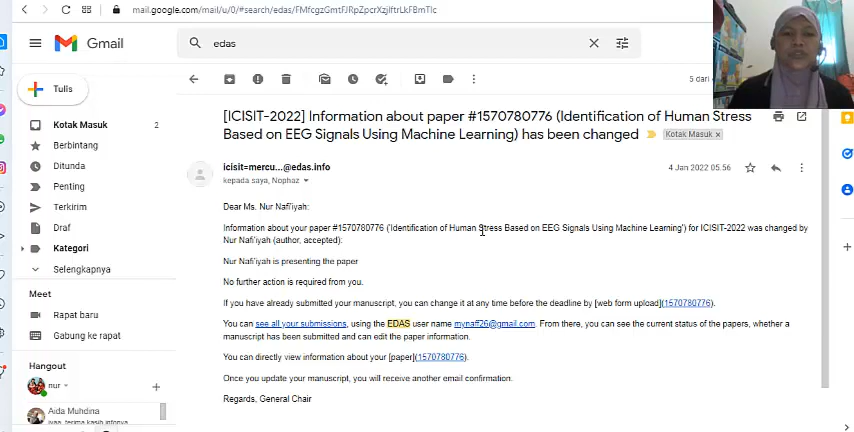 mail.google.com/mail/u/0/#search/edas/FMfcgzGmtFJRpZpcrXzjlftrLkFBmTlc
Gmail
edas
Tulis
5 dari
Kotak Masuk 2
Berbintang
Ditunda
Penting
Terkirim
Draf
Kategori
Selengkapnya
Meet
Rapat baru
Gabung ke rapat
Hangout
nur
Aida Muhdina
[ICISIT-2022] Information about paper #1570780776 (Identification of Human Stress
Based on EEG Signals Using Machine Learning) has been changed Kotak Masuk x
icisit=mercu...@edas.info 4 Jan 2022 05.56
kepada saya, Nophaz
Dear Ms. Nur Nafi'iyah:
Information about your paper #1570780776 ('Identification of Human Stress Based on EEG Signals Using Machine Learning') for ICISIT-2022 was changed by
Nur Nafi'iyah (author, accepted):
Nur Nafi'iyah is presenting the paper
No further action is required from you.
If you have already submitted your manuscript, you can change it at any time before the deadline by [web form upload](1570780776).
You can see all your submissions, using the EDAS user name mynaff26@gmail.com. From there, you can see the current status of the papers, whether a
manuscript has been submitted and can edit the paper information.
You can directly view information about your [paper](1570780776).
Once you update your manuscript, you will receive another email confirmation.
Regards, General Chair